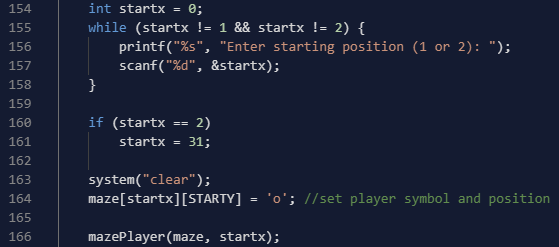 154 int startx = 0;
155 while (startx != 1 && startx != 2) {
156 printf("%s", "Enter starting position (1 or 2): ");
157 scanf("%d", &startx);
158 }
159
160 if (startx == 2)
161 startx = 31;
162
163 system("clear");
164 maze[startx][STARTY] = 'o'; //set player symbol and position
165
166 mazePlayer(maze, startx);